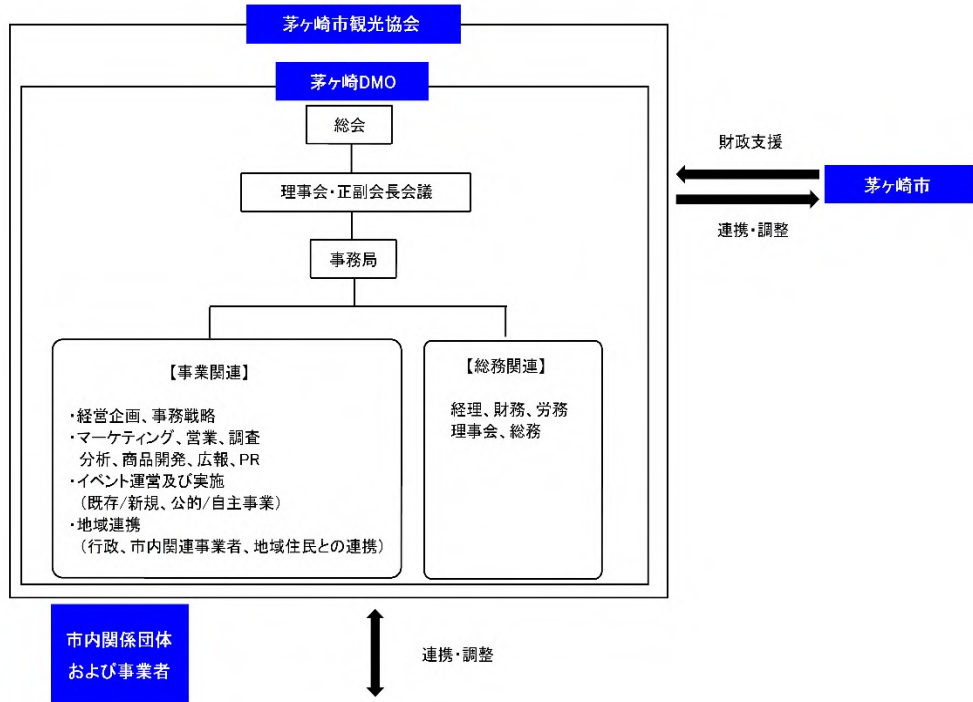 茅ヶ崎市観光協会
茅ヶ崎DMO
総会
理事会・正副会長会議
事務局
【事業関連】
・経営企画、事務戦略
・マーケティング、営業、調査
分析、商品開発、広報、PR
・イベント運営及び実施
（既存/新規、公的/自主事業）
・地域連携
（行政、市内関連事業者、地域住民との連携）
【総務関連】
経理、財務、労務
理事会、総務
財政支援
茅ヶ崎市
連携・調整
市内関係団体
および事業者
連携・調整